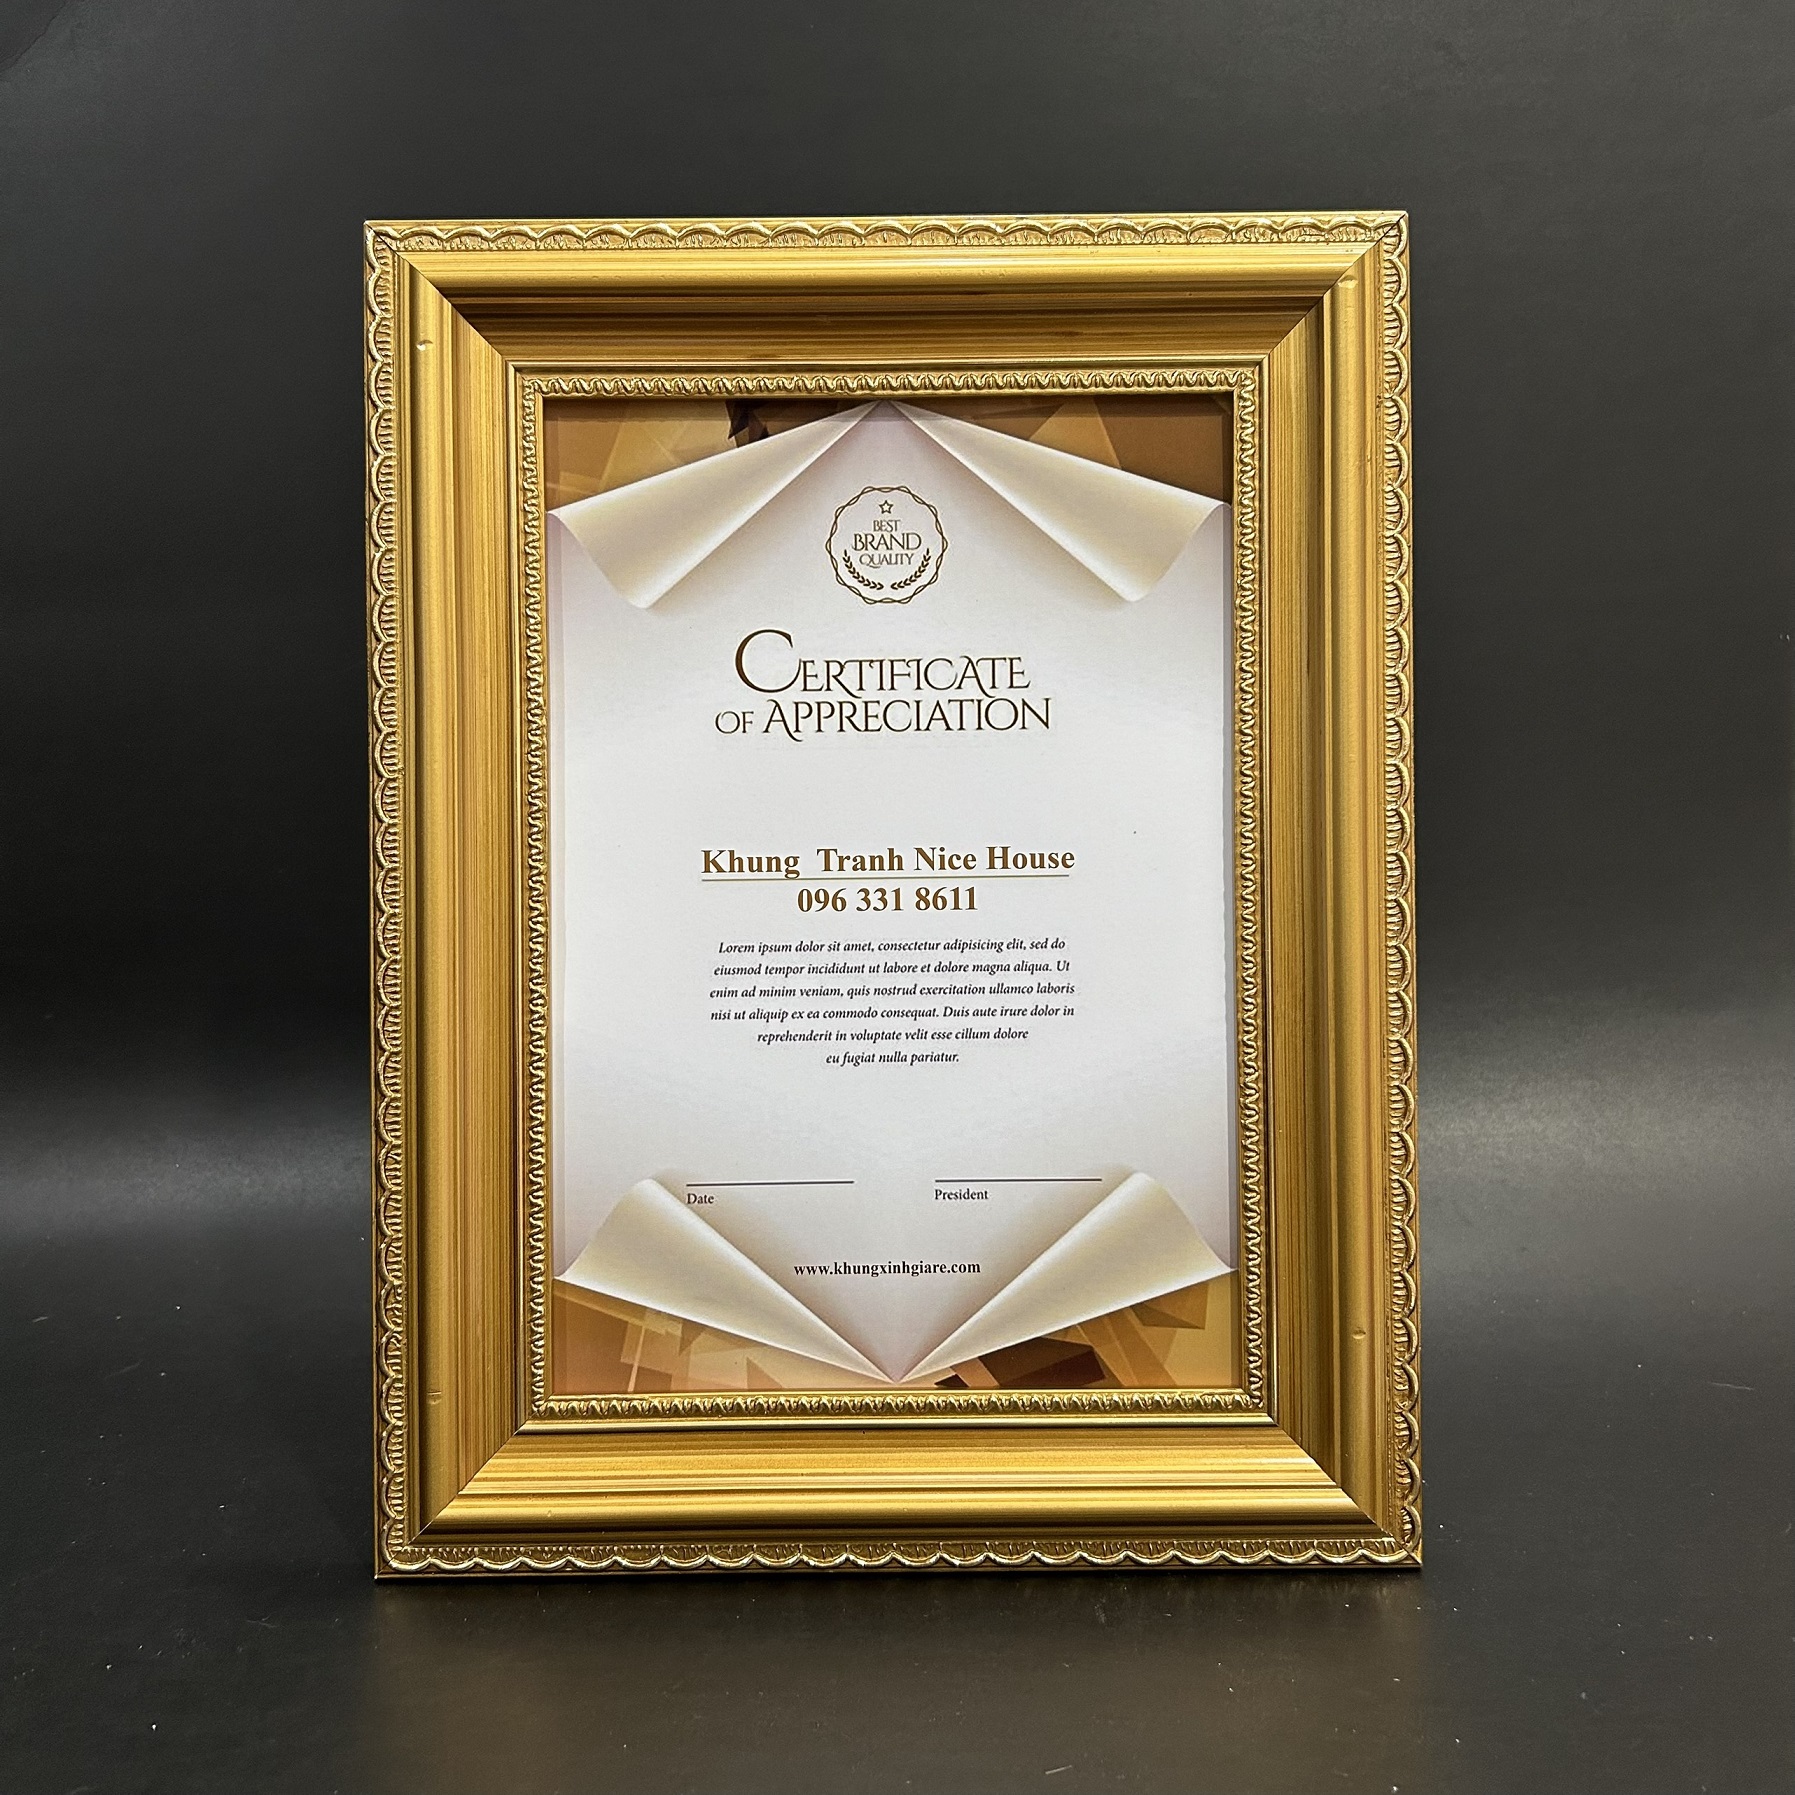 BEST
BRAND
QUALITY
CERTIFICATE
OF APPRECIATION
Khung Tranh Nice House
096 331 8611
Lorem ipsum dolor sit amet, consectetur adipisicing elit, sed do
eiusmod tempor incididunt ut labore et dolore magna aliqua. Ut
enim ad minim veniam, quis nostrud exercitation ullamco laboris
nisi ut aliquip ex ea commodo consequat. Duis aute irure dolor in
reprehenderit in voluptate velit esse cillum dolore
eu fugiat nulla pariatur.
Date
President
www.khungxinhgiare.com